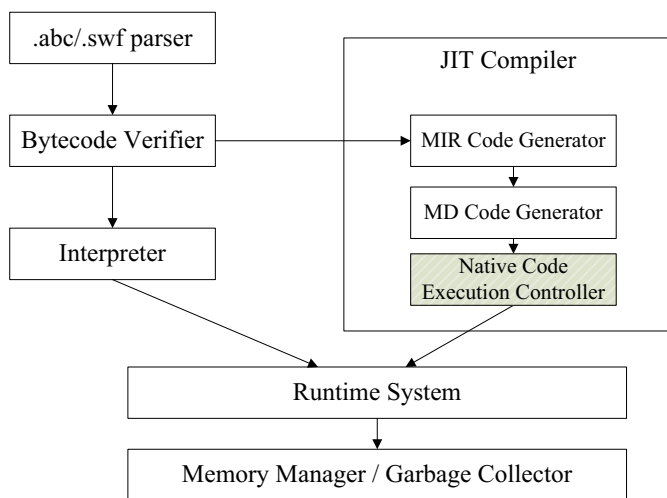 .abc/.swf parser
JIT Compiler
Bytecode Verifier
MIR Code Generator
MD Code Generator
Interpreter
Native Code
Execution Controller
Runtime System
Memory Manager / Garbage Collector